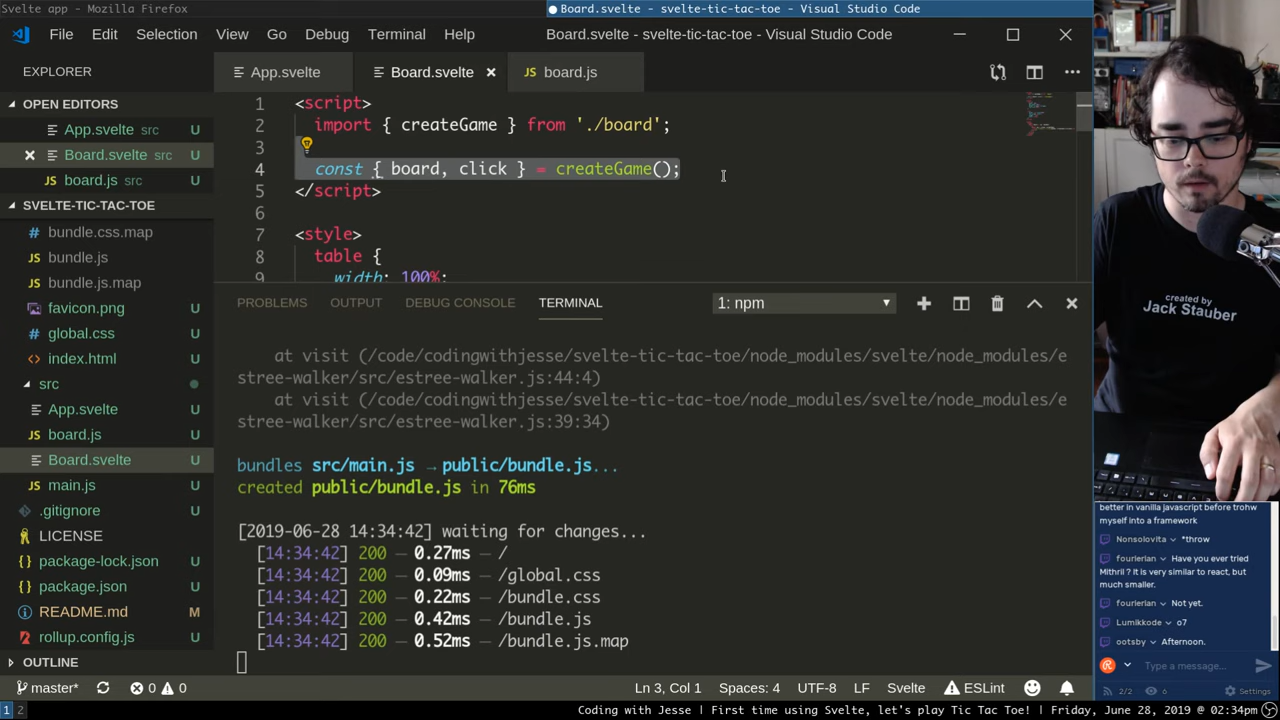 Svelte app - Mozilla Firefox
Board.svelte - svelte-tic-tac-toe - Visual Studio Code
File Edit Selection View Go Debug Terminal Help
Board.svelte - svelte-tic-tac-toe - Visual Studio Code
EXPLORER
App.svelte
Board.svelte
board.js
OPEN EDITORS
App.svelte src U
Board.svelte src U
board.js src U
SVELTE-TIC-TAC-TOE
bundle.css.map U
bundle.js U
bundle.js.map U
favicon.png U
global.css U
index.html U
src
App.svelte U
board.js U
Board.svelte U
main.js U
.gitignore U
LICENSE U
package-lock.json U
package.json U
README.md M
rollup.config.js U
OUTLINE
1 <script>
2 import { createGame } from './board';
3
4 const { board, click } = createGame();
5 </script>
6
7 <style>
8 table {
9 width: 100%;
PROBLEMS OUTPUT DEBUG CONSOLE TERMINAL
1: npm
at visit (/code/codingwithjesse/svelte-tic-tac-toe/node_modules/svelte/node_modules/e
stree-walker/src/estree-walker.js:44:4)
at visit (/code/codingwithjesse/svelte-tic-tac-toe/node_modules/svelte/node_modules/e
stree-walker/src/estree-walker.js:39:34)
bundles src/main.js → public/bundle.js...
created public/bundle.js in 76ms
[2019-06-28 14:34:42] waiting for changes...
[14:34:42] 200 — 0.27ms — /
[14:34:42] 200 — 0.09ms — /global.css
[14:34:42] 200 — 0.22ms — /bundle.css
[14:34:42] 200 — 0.42ms — /bundle.js
[14:34:42] 200 — 0.52ms — /bundle.js.map
created by
Jack Stauber
better in vanilla javascript before trohw
myself into a framework
Nonsolovita *throw
fourlerian Have you ever tried
Mithril ? It is very similar to react, but
much smaller.
fourlerian Not yet.
Lumikkode o7
ootsby Afternoon.
Type a message...
2/2 6 Settings
master* 0 0 Ln 3, Col 1 Spaces: 4 UTF-8 LF Svelte ESLint
1 2
Coding with Jesse | First time using Svelte, let's play Tic Tac Toe! | Friday, June 28, 2019 @ 02:34pm